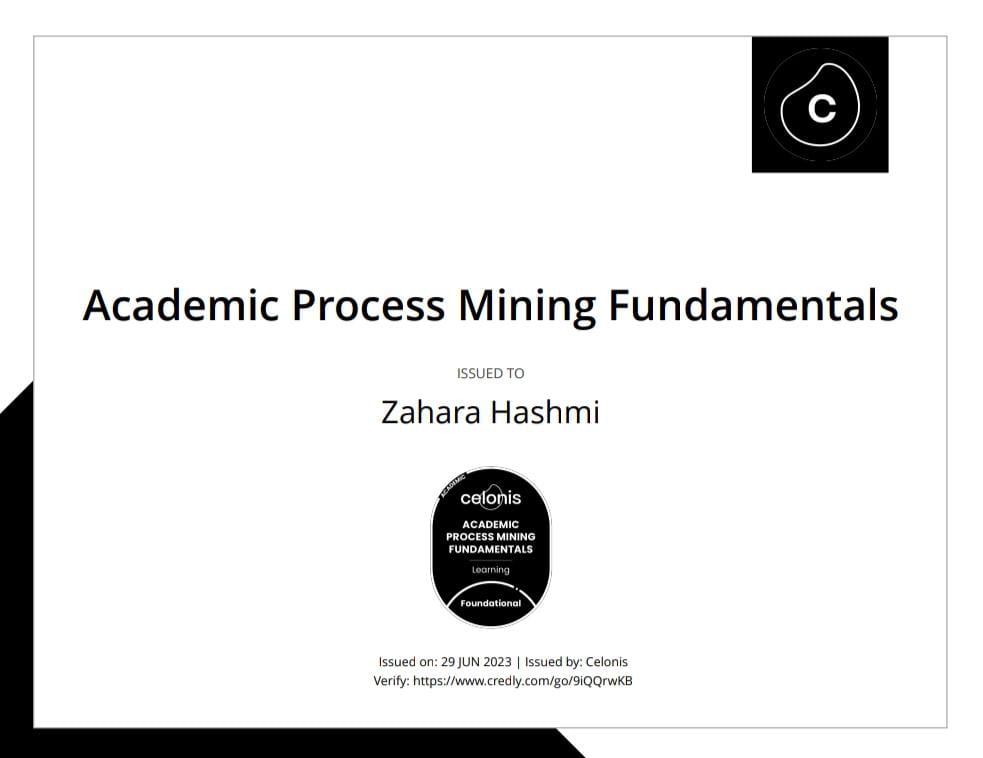 C
Academic Process Mining Fundamentals
ISSUED TO
Zahara Hashmi
ACADEMIC
celonis
ACADEMIC
PROCESS MINING
FUNDAMENTALS
Learning
Foundational
Issued on: 29 JUN 2023 | Issued by: Celonis
Verify: https://www.credly.com/go/9iQQrwKB